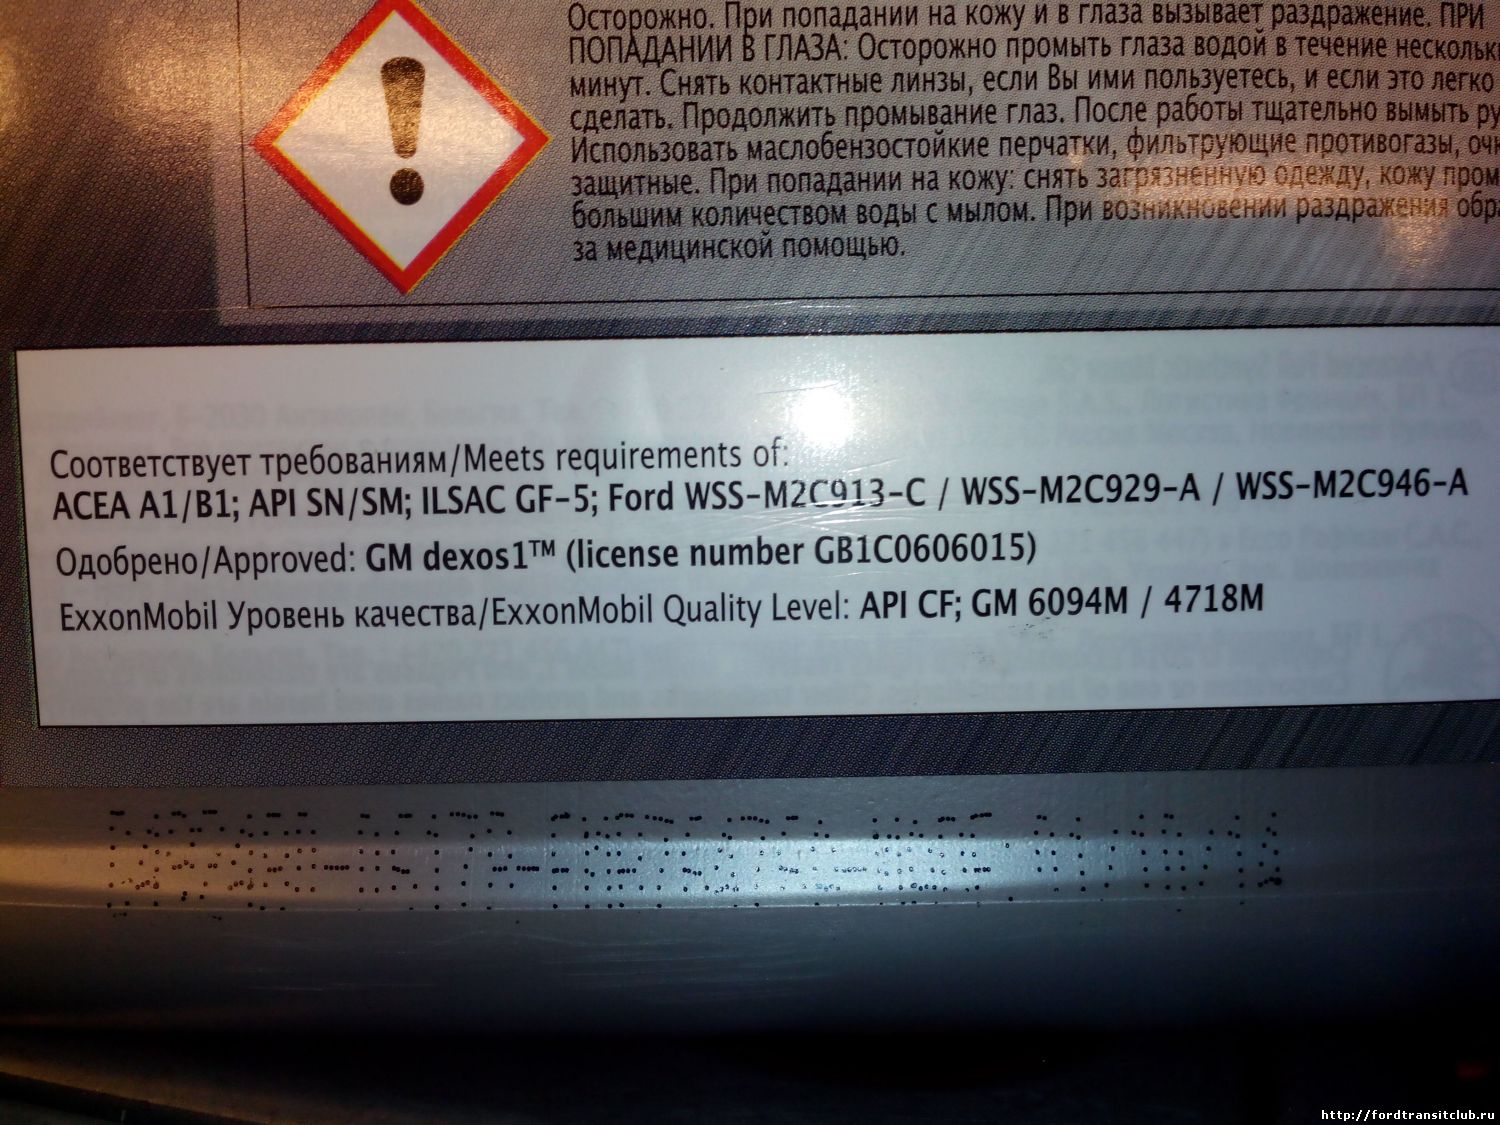 Осторожно. При попадании на кожу и в глаза вызывает раздражение. ПРИ
ПОПАДАНИИ В ГЛАЗА: Осторожно промыть глаза водой в течение
минут. Снять контактные линзы, если Вы ими пользуетесь, и если это легко
сделать. Продолжить промывание глаз. После работы тщательно вымыть
Использовать маслобензостойкие перчатки, фильтрующие противогазы,
защитные. При попадании на кожу: снять загрязненную одежду, кожу
большим количеством воды с мылом. При возникновении раздражения
за медицинской помощью.
Соответствует требованиям/Meets requirements of:
ACEA A1/B1; API SN/SM; ILSAC GF-5; Ford WSS-M2C913-C / WSS-M2C929-A / WSS-M2C946-A
Одобрено/Approved: GM dexos1™ (license number GB1C0606015)
ExxonMobil Уровень качества/ExxonMobil Quality Level: API CF; GM 6094M / 4718M
http://fordtransitclub.ru